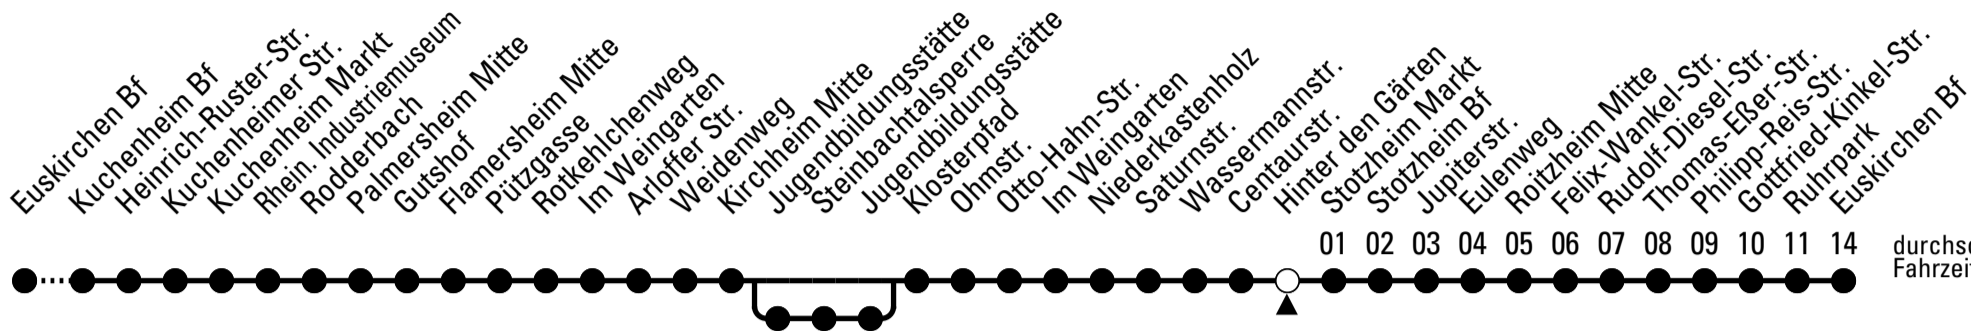 Euskirchen Bf
Kuchenheim Bf
Heinrich-Ruster-Str.
Kuchenheimer Str.
Kuchenheim Markt
Rhein. Industriemuseum
Rodderbach
Palmersheim Mitte
Gutshof
Flamersheim Mitte
Pützgasse
Rotkehlchenweg
Im Weingarten
Arloffer Str.
Weidenweg
Kirchheim Mitte
Jugendbildungsstätte
Steinbachtalsperre
Jugendbildungsstätte
Klosterpfad
Ohmstr.
Otto-Hahn-Str.
Im Weingarten
Niederkastenholz
Saturnstr.
Wassermannstr.
Centaurstr.
Hinter den Gärten
Stotzheim Markt
Stotzheim Bf
Jupiterstr.
Eulenweg
Roitzheim Mitte
Felix-Wankel-Str.
Rudolf-Diesel-Str.
Thomas-Eßer-Str.
Philipp-Reis-Str.
Gottfried-Kinkel-Str.
Ruhrpark
Euskirchen Bf
01 02 03 04 05 06 07 08 09 10 11 14
Fahrzeit